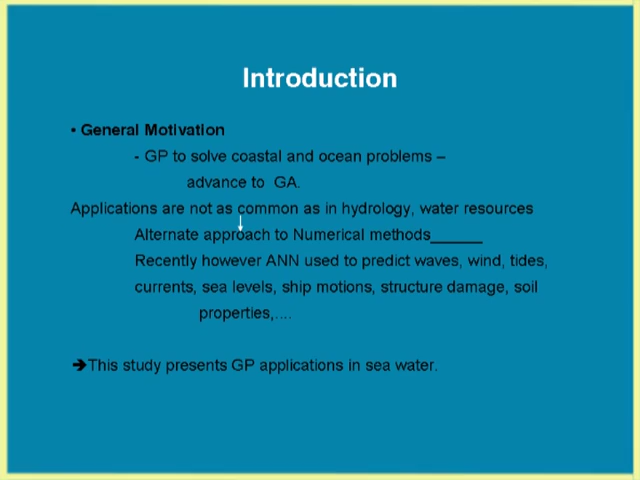 Introduction
• General Motivation
- GP to solve coastal and ocean problems –
advance to GA.
Applications are not as common as in hydrology, water resources
Alternate approach to Numerical methods______
Recently however ANN used to predict waves, wind, tides,
currents, sea levels, ship motions, structure damage, soil
properties,....
➔This study presents GP applications in sea water.